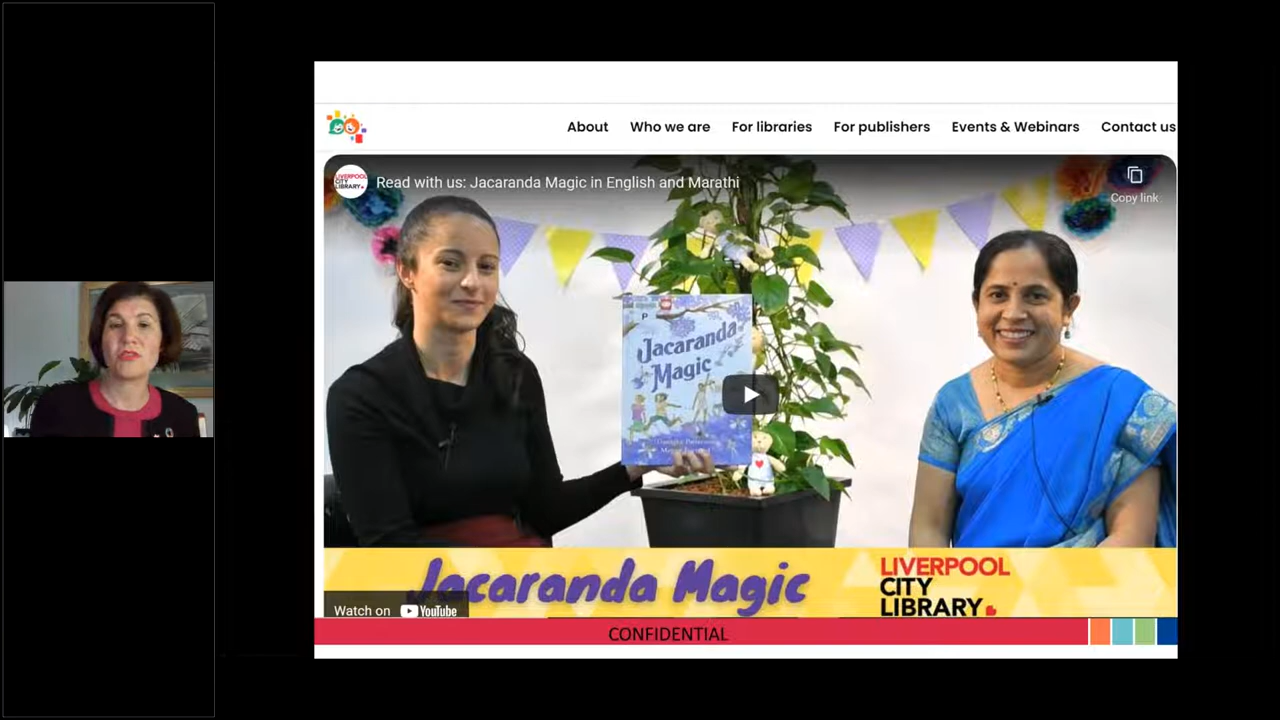 About Who we are For libraries For publishers Events & Webinars Contact us
LIVERPOOL
CITY
LIBRARY
Read with us: Jacaranda Magic in English and Marathi
Copy link
P
Jacaranda
Magic
Jacaranda Magic
LIVERPOOL
CITY
LIBRARY
Watch on YouTube
CONFIDENTIAL